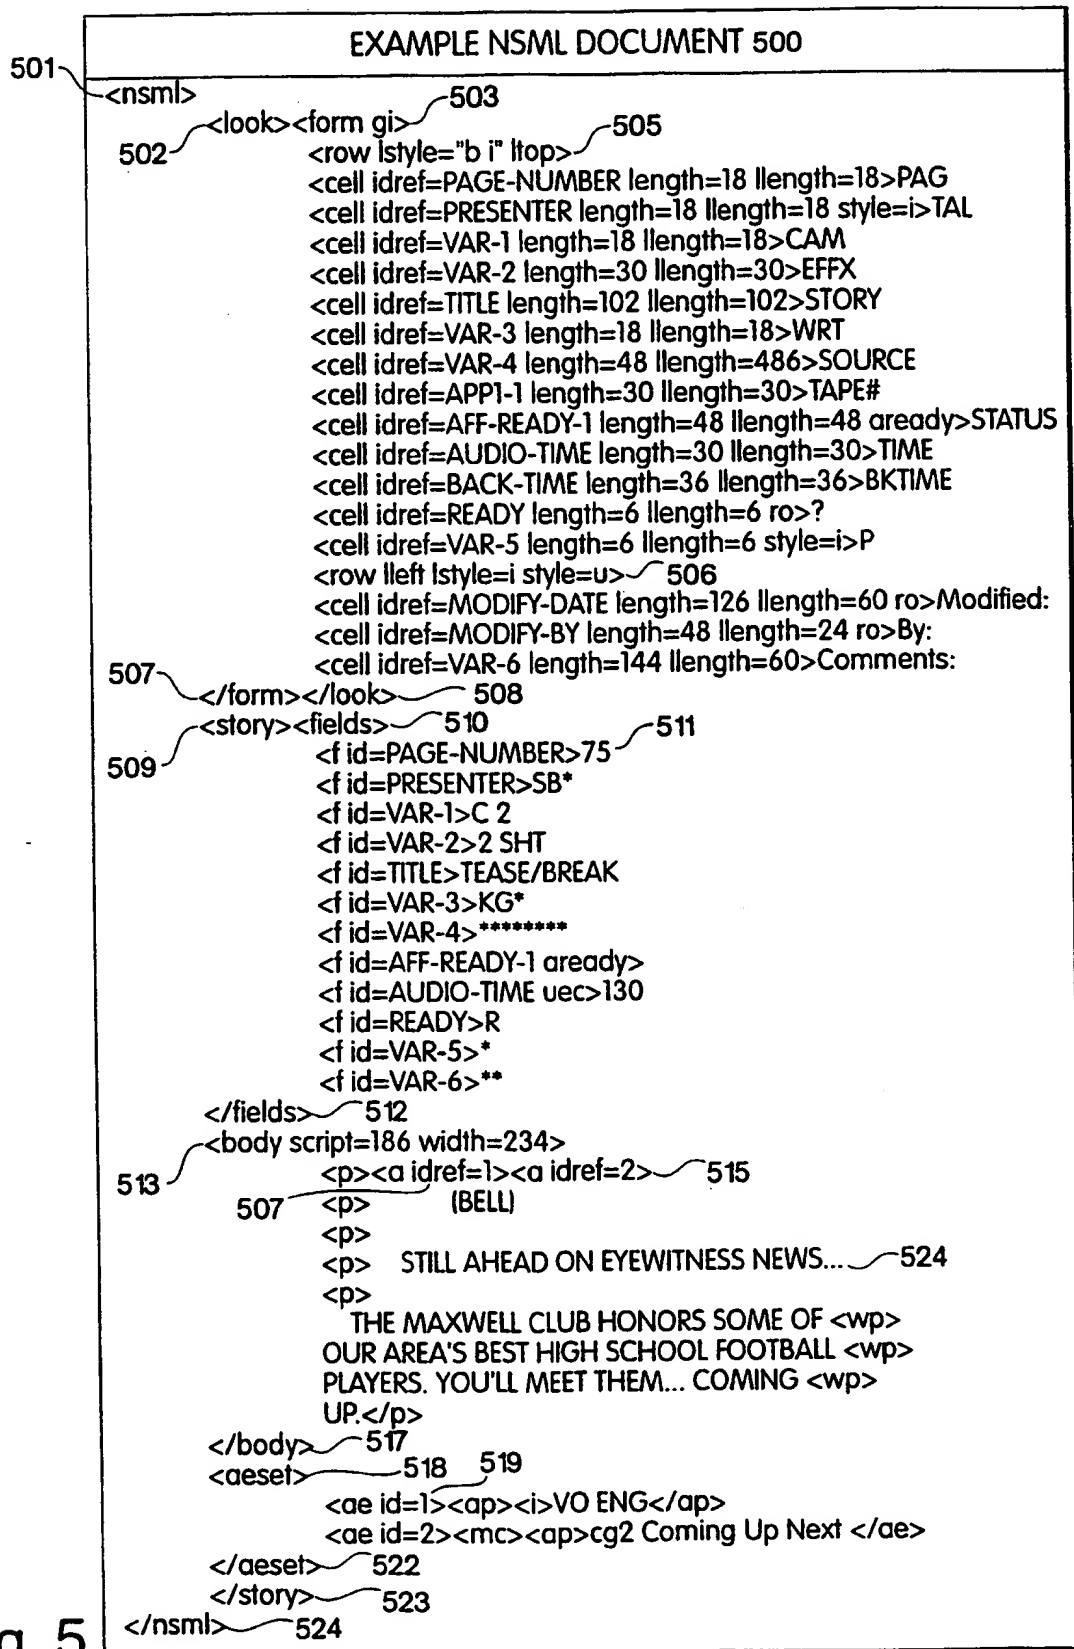 EXAMPLE NSML DOCUMENT 500
501
<nsml>
503
<look><form gi>
502
505
<row lstyle="b i" ltop>
<cell idref=PAGE-NUMBER length=18 llength=18>PAG
<cell idref=PRESENTER length=18 llength=18 style=i>TAL
<cell idref=VAR-1 length=18 llength=18>CAM
<cell idref=VAR-2 length=30 llength=30>EFFX
<cell idref=TITLE length=102 llength=102>STORY
<cell idref=VAR-3 length=18 llength=18>WRT
<cell idref=VAR-4 length=48 llength=486>SOURCE
<cell idref=APP1-1 length=30 llength=30>TAPE#
<cell idref=AFF-READY-1 length=48 llength=48 aready>STATUS
<cell idref=AUDIO-TIME length=30 llength=30>TIME
<cell idref=BACK-TIME length=36 llength=36>BKTIME
<cell idref=READY length=6 llength=6 ro>?
<cell idref=VAR-5 length=6 llength=6 style=i>P
<row lleft lstyle=i style=u> 506
<cell idref=MODIFY-DATE length=126 llength=60 ro>Modified:
<cell idref=MODIFY-BY length=48 llength=24 ro>By:
<cell idref=VAR-6 length=144 llength=60>Comments:
507
</form></look> 508
<story><fields> 510
509
<f id=PAGE-NUMBER>75 511
<f id=PRESENTER>SB*
<f id=VAR-1>C 2
<f id=VAR-2>2 SHT
<f id=TITLE>TEASE/BREAK
<f id=VAR-3>KG*
<f id=VAR-4>********
<f id=AFF-READY-1 aready>
<f id=AUDIO-TIME uec>130
<f id=READY>R
<f id=VAR-5>*
<f id=VAR-6>**
</fields> 512
<body script=186 width=234>
513
<p><a idref=1><a idref=2> 515
507 <p> (BELL)
<p>
<p> STILL AHEAD ON EYEWITNESS NEWS... 524
<p>
THE MAXWELL CLUB HONORS SOME OF <wp>
OUR AREA'S BEST HIGH SCHOOL FOOTBALL <wp>
PLAYERS. YOU'LL MEET THEM... COMING <wp>
UP.</p>
</body> 517
<aeset> 518 519
<ae id=1><ap><i>VO ENG</ap>
<ae id=2><mc><ap>cg2 Coming Up Next </ae>
</aeset> 522
</story> 523
</nsml> 524
5